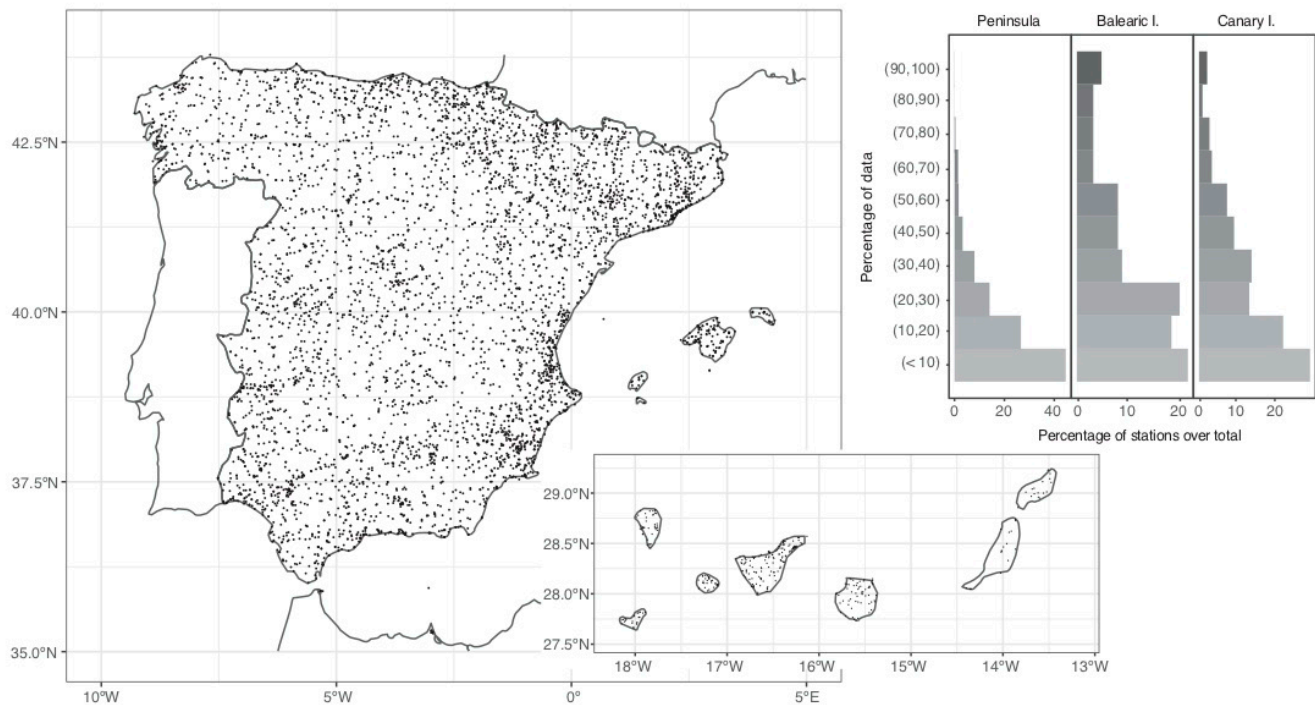 Peninsula Balearic I. Canary I.
Percentage of data
(90,100)
(80,90)
(70,80)
(60,70)
(50,60)
(40,50)
(30,40)
(20,30)
(10,20)
(< 10)
0 20 40 0 10 20 0 10 20
Percentage of stations over total
42.5°N
40.0°N
37.5°N
35.0°N
10°W 5°W 0° 5°E
29.0°N
28.5°N
28.0°N
27.5°N
18°W 17°W 16°W 15°W 14°W 13°W